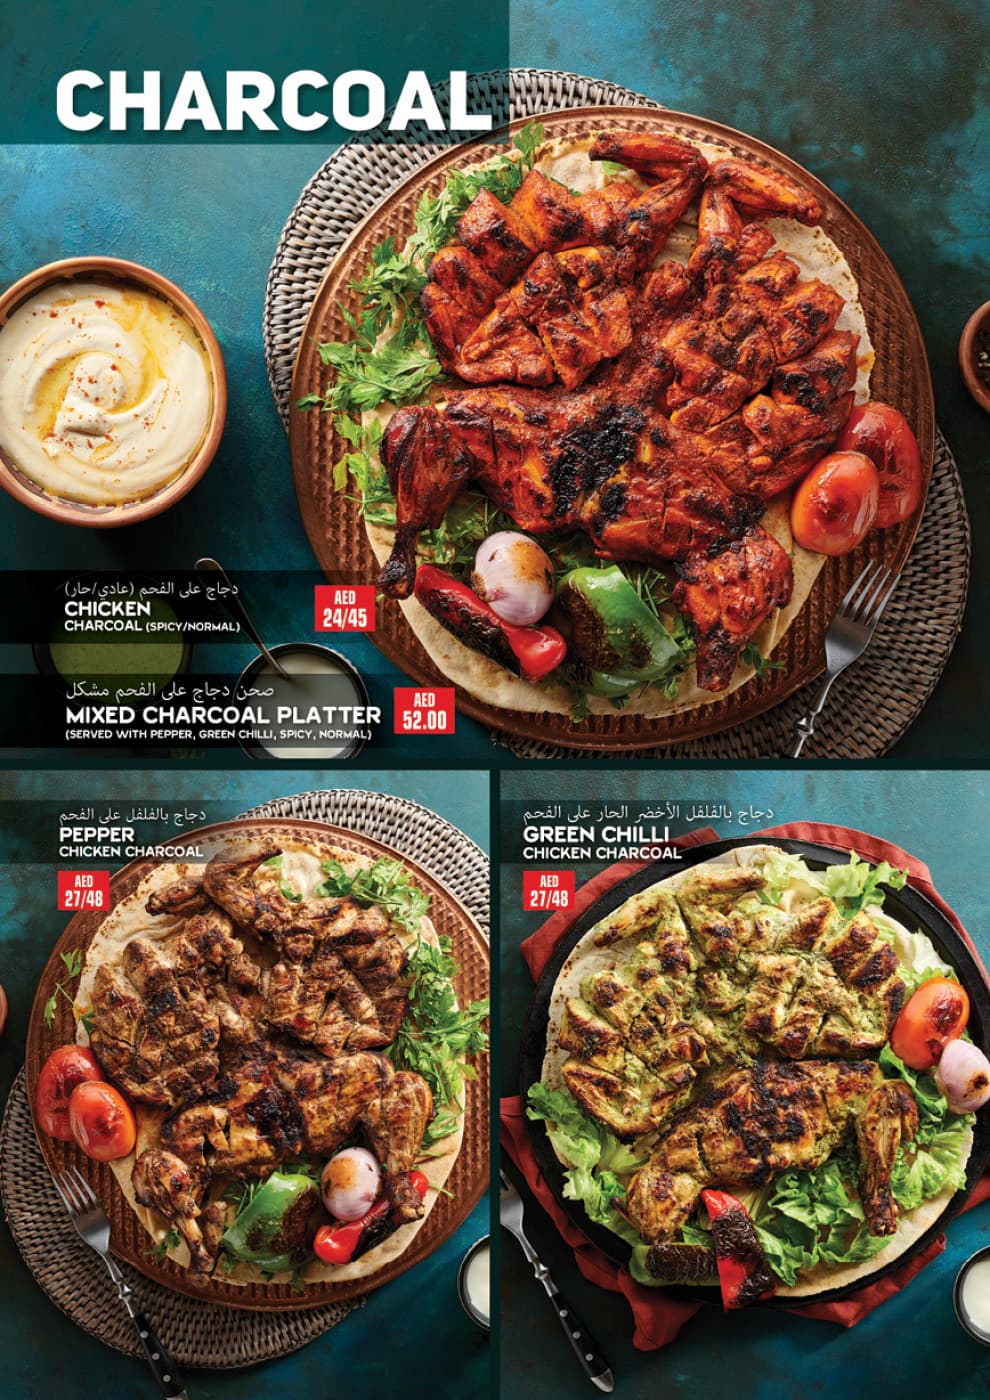 CHARCOAL
دجاج على الفحم (عادي/حار)
CHICKEN
CHARCOAL (SPICY/NORMAL)
AED
24/45
صحن دجاج على الفحم مشكل
MIXED CHARCOAL PLATTER
(SERVED WITH PEPPER, GREEN CHILLI, SPICY, NORMAL)
AED
52.00
دجاج بالفلفل على الفحم
PEPPER
CHICKEN CHARCOAL
AED
27/48
دجاج بالفلفل الأخضر الحار على الفحم
GREEN CHILLI
CHICKEN CHARCOAL
AED
27/48